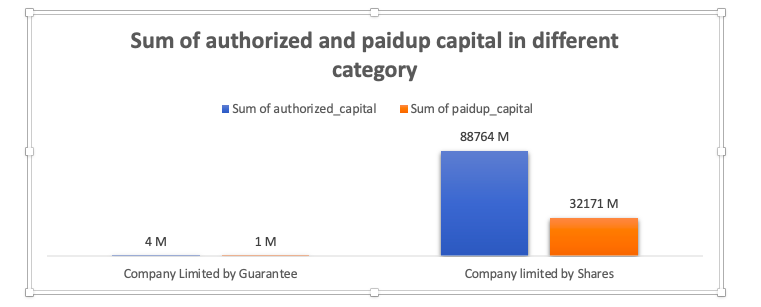 Sum of authorized and paidup capital in different
category
Sum of authorized_capital Sum of paidup_capital
88764 M
32171 M
4 M 1 M
Company Limited by Guarantee Company limited by Shares